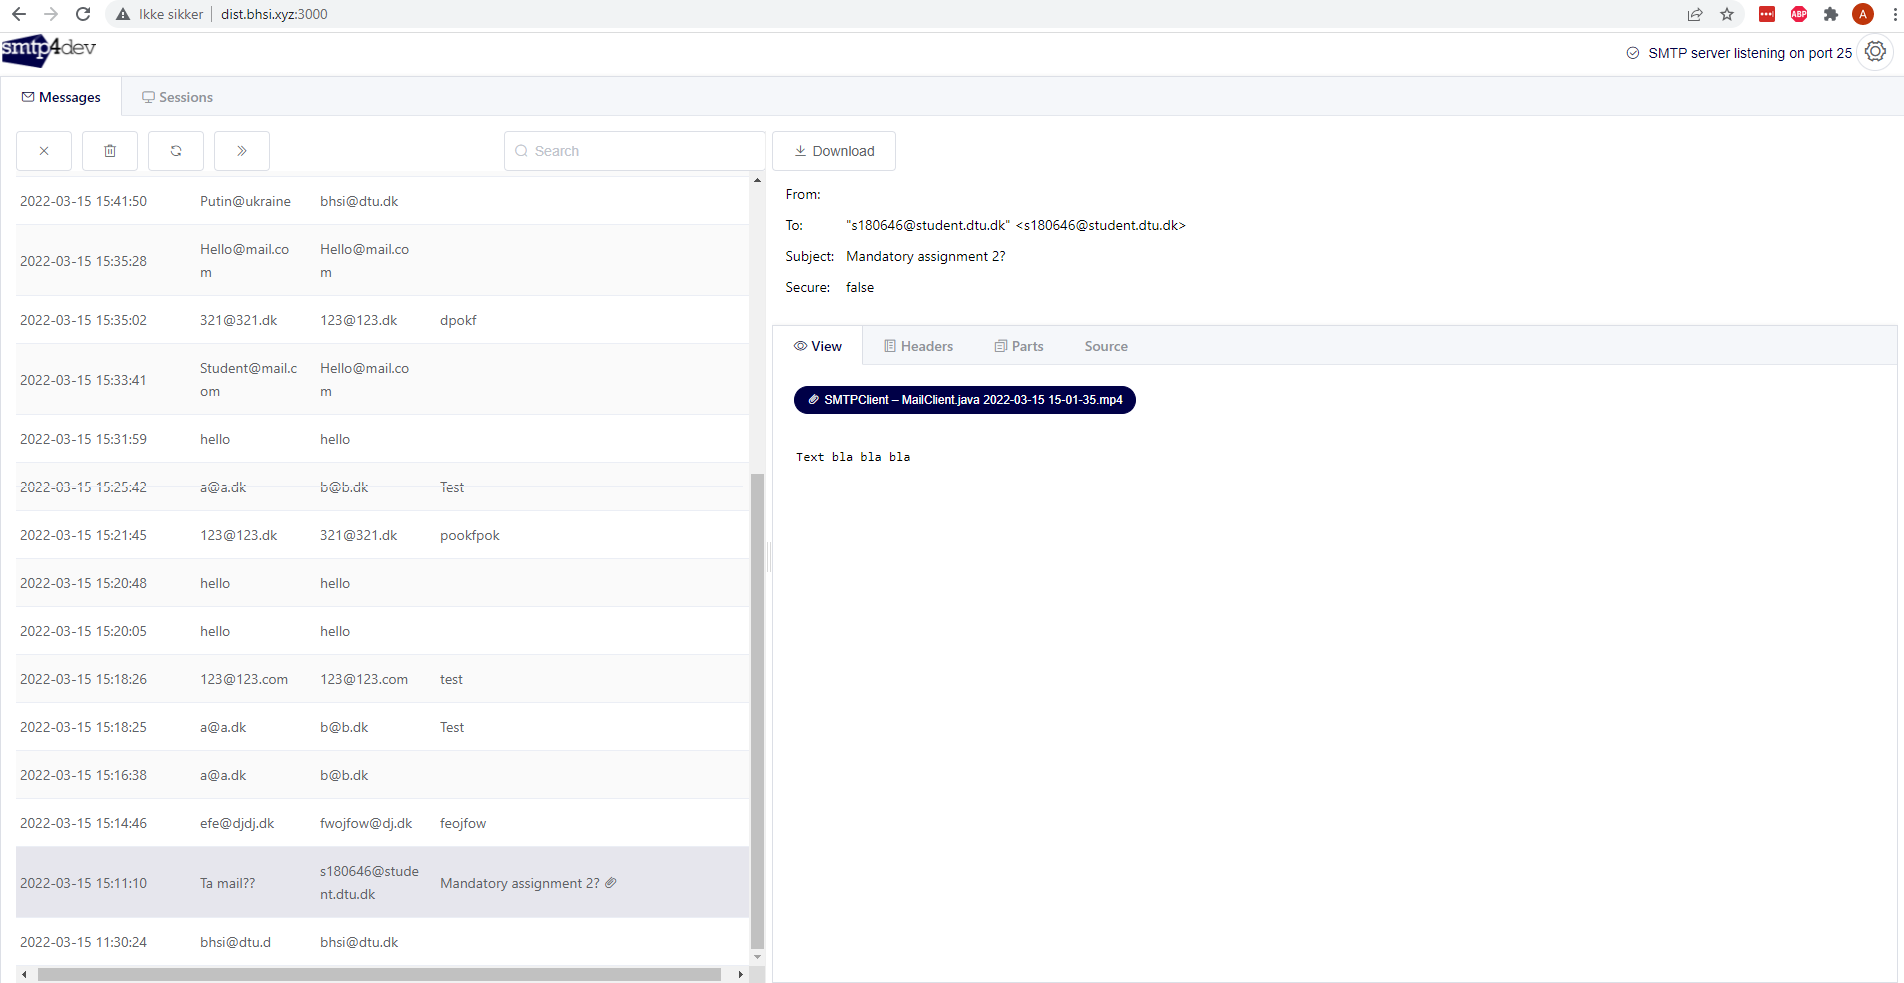 Ikke sikker dist.bhsi.xyz:3000
ABP
A
smtp4dev
SMTP server listening on port 25
Messages Sessions
Search
Download
2022-03-15 15:41:50 Putin@ukraine bhsi@dtu.dk
2022-03-15 15:35:28 Hello@mail.co Hello@mail.co
m m
2022-03-15 15:35:02 321@321.dk 123@123.dk dpokf
2022-03-15 15:33:41 Student@mail.c Hello@mail.co
om m
2022-03-15 15:31:59 hello hello
2022-03-15 15:25:42 a@a.dk b@b.dk Test
2022-03-15 15:21:45 123@123.dk 321@321.dk pookfpok
2022-03-15 15:20:48 hello hello
2022-03-15 15:20:05 hello hello
2022-03-15 15:18:26 123@123.com 123@123.com test
2022-03-15 15:18:25 a@a.dk b@b.dk Test
2022-03-15 15:16:38 a@a.dk b@b.dk
2022-03-15 15:14:46 efe@djdj.dk fwojfow@dj.dk feojfow
2022-03-15 15:11:10 Ta mail?? s180646@stude Mandatory assignment 2?
nt.dtu.dk
2022-03-15 11:30:24 bhsi@dtu.d bhsi@dtu.dk
From:
To: "s180646@student.dtu.dk" <s180646@student.dtu.dk>
Subject: Mandatory assignment 2?
Secure: false
View Headers Parts Source
SMTPClient – MailClient.java 2022-03-15 15-01-35.mp4
Text bla bla bla